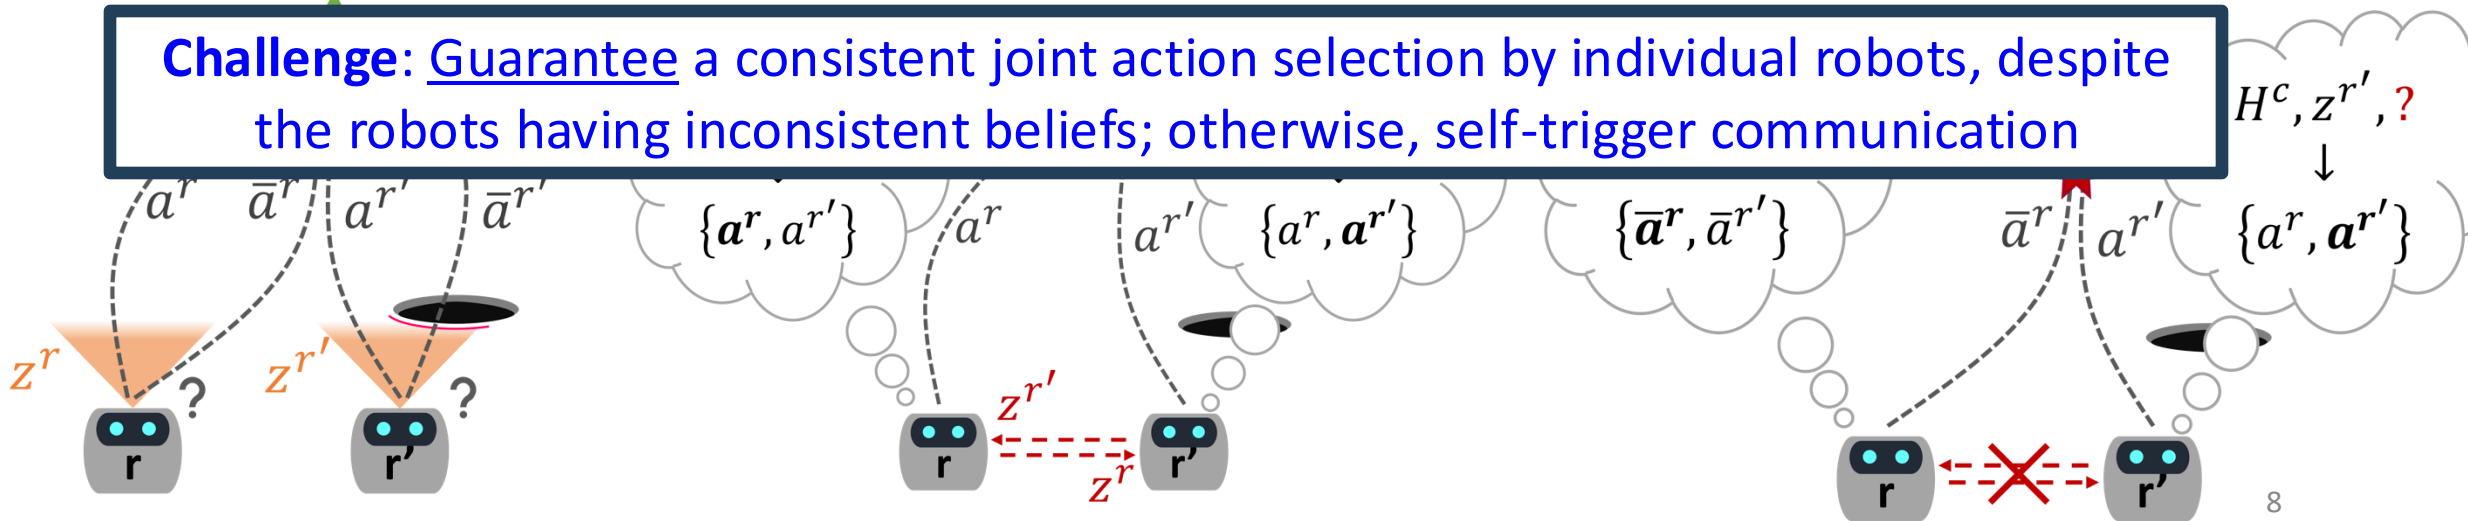 Challenge: Guarantee a consistent joint action selection by individual robots, despite
the robots having inconsistent beliefs; otherwise, self-trigger communication
H^c, z^{r'}, ?
↓
a^r
a̅^r
a^{r'}
a̅^{r'}
{a^r, a^{r'}}
a^r
a^{r'}
{a^r, a^{r'}}
{a̅^r, a̅^{r'}}
a̅^r
a^{r'}
{a^r, a^{r'}}
z^r
?
z^{r'}
?
z^{r'}
z^r
r
r'
r
r'
r
r'
8